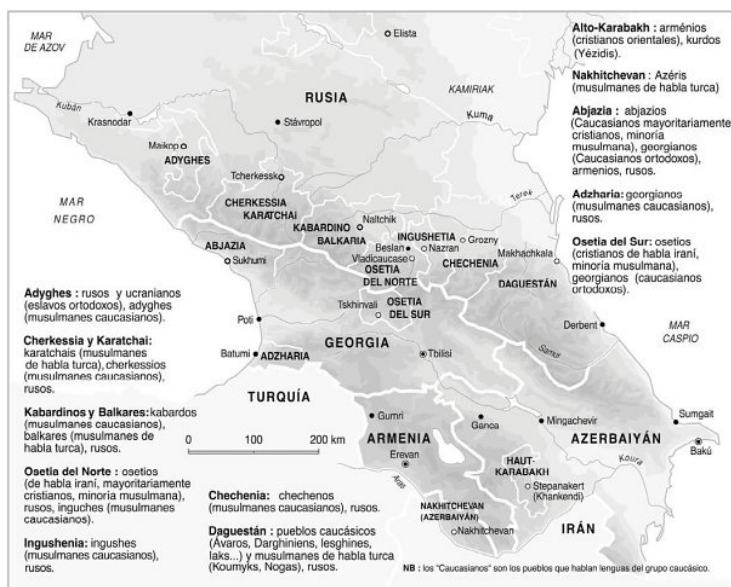 MAR
DE AZOV
Elista
Kubán
RUSIA
KAMIRIAK
Kuma
Krasnodar
Stávropol
Maikop
ADYGHES
Tcherkessk
CHERKESSIA
KARATCHAI
MAR
NEGRO
KABARDINO
BALKARIA
Naltchik
INGUSHETIA
Beslan
Nazran
Grozny
Terek
Vladicaucase
OSETIA
DEL NORTE
CHECHENIA
Makhachkala
DAGUESTÁN
ABJAZIA
Sukhumi
Tskhinvali
OSETIA
DEL SUR
Derbent
MAR
CASPIO
Samur
Poti
GEORGIA
Batumi
ADZHARIA
Tbilisi
TURQUÍA
Gumri
ARMENIA
Erevan
Ganca
Mingachevir
AZERBAIYÁN
Sumgait
Bakú
Koura
HAUT-
KARABAKH
Stepanakert
(Khankendi)
NAKHITCHEVAN
(AZERBAIYÁN)
Nakhitchevan
IRÁN
0 100 200 km
Alto-Karabakh : arménios
(cristianos orientales), kurdos
(Yézidis).
Nakhitchevan : Azéris
(musulmanes de habla turca)
Abjazia : abjazios
(Caucasianos mayoritariamente
cristianos, minoría
musulmana), georgianos
(Caucasianos ortodoxos),
armenios, rusos.
Adzharia: georgianos
(musulmanes caucasianos),
rusos.
Osetia del Sur: osetios
(cristianos de habla iraní,
minoría musulmana),
georgianos (caucasianos
ortodoxos).
Adyghes : rusos y ucranianos
(eslavos ortodoxos), adyghes
(musulmanes caucasianos).
Cherkessia y Karatchai:
karatchais (musulmanes
de habla turca), cherkessios
(musulmanes caucasianos),
rusos.
Kabardinos y Balkares: kabardos
(musulmanes caucasianos),
balkares (musulmanes de
habla turca), rusos.
Osetia del Norte : osetios
(de habla iraní, mayoritariamente
cristianos, minoría musulmana),
rusos, inguches (musulmanes
caucasianos).
Ingushenia: ingushes
(musulmanes caucasianos),
rusos.
Chechenia: chechenos
(musulmanes caucasianos), rusos.
Daguestán : pueblos caucásicos
(Ávaros, Darghiniens, lesghines,
laks...) y musulmanes de habla turca
(Koumyks, Nogas), rusos.
NB : los "Caucasianos" son los pueblos que hablan lenguas del grupo caucásico.